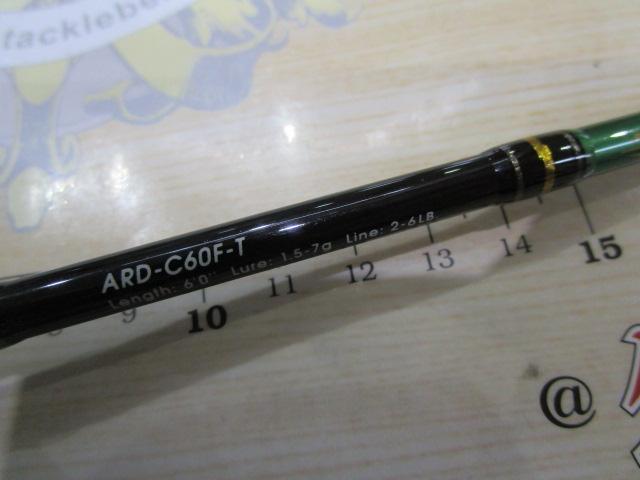 tacklebe
ARD-C60F-T
Length: 6'0" Lure: 1.5-7g Line: 2-6LB
9 10 11 12 13 14 15
@